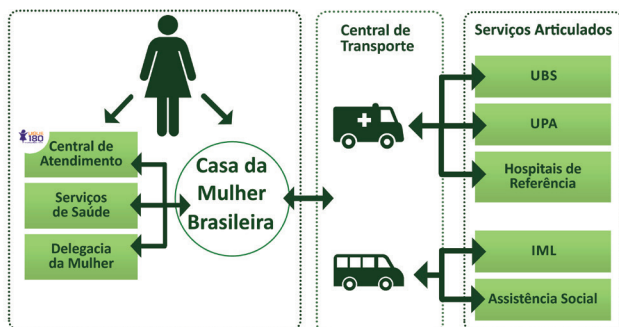 Central de
Transporte
Serviços Articulados
UBS
UPA
Hospitais de
Referência
IML
Assistência Social
180
Central de
Atendimento
Serviços
de Saúde
Delegacia
da Mulher
Casa da
Mulher
Brasileira